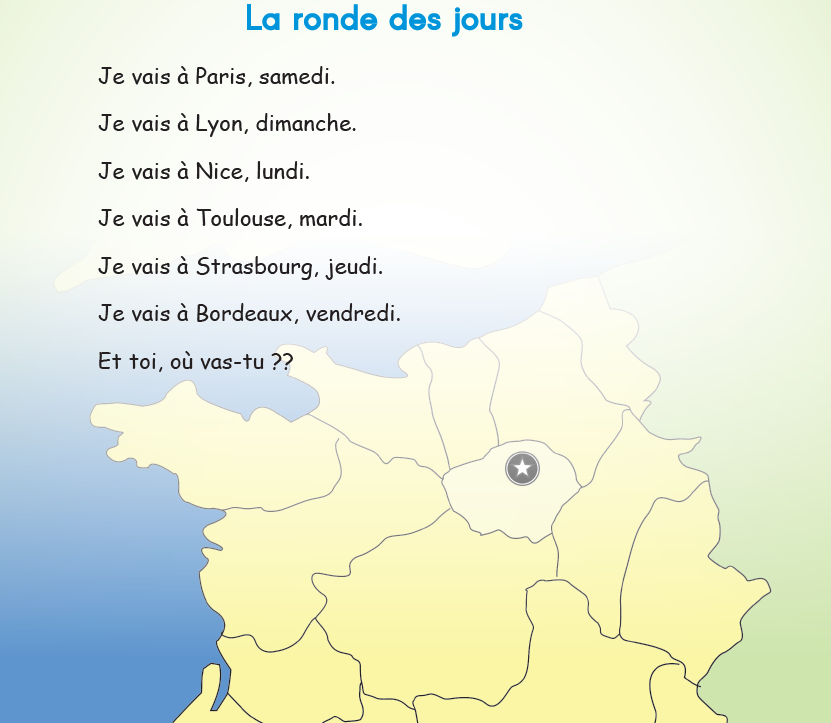 La ronde des jours
Je vais à Paris, samedi.
Je vais à Lyon, dimanche.
Je vais à Nice, lundi.
Je vais à Toulouse, mardi.
Je vais à Strasbourg, jeudi.
Je vais à Bordeaux, vendredi.
Et toi, où vas-tu ??